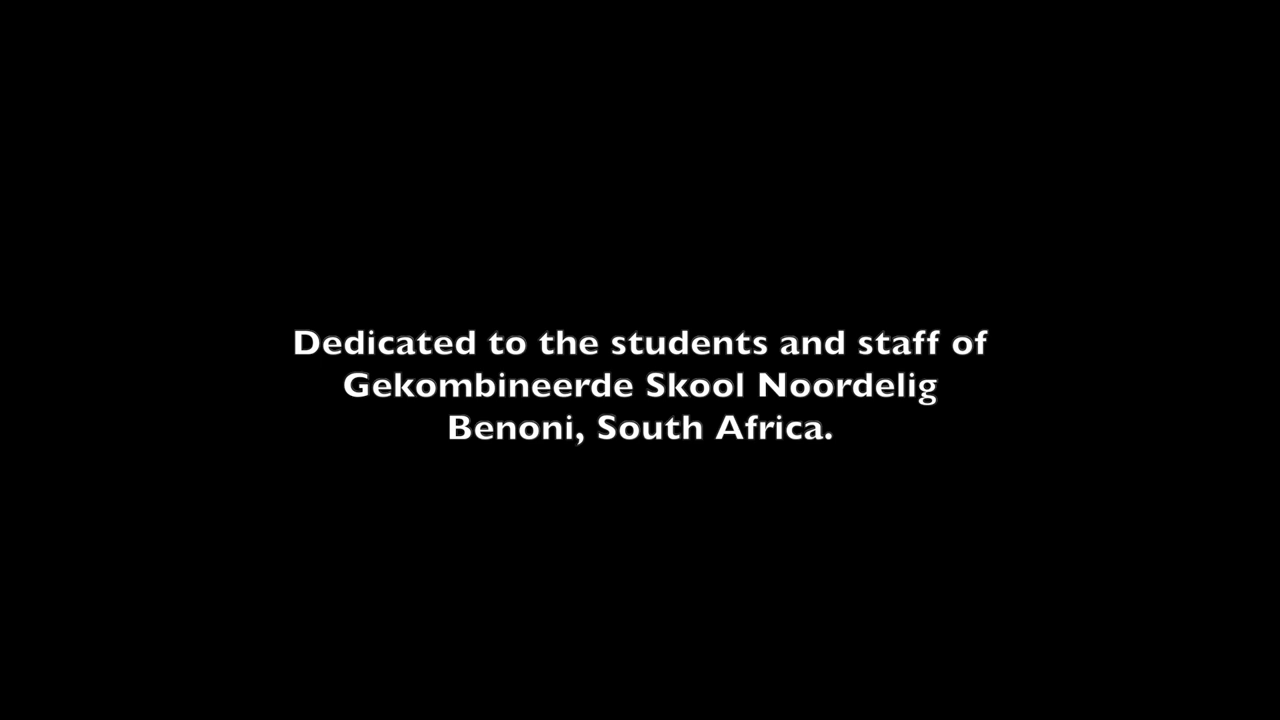 Dedicated to the students and staff of
Gekombineerde Skool Noordelig
Benoni, South Africa.